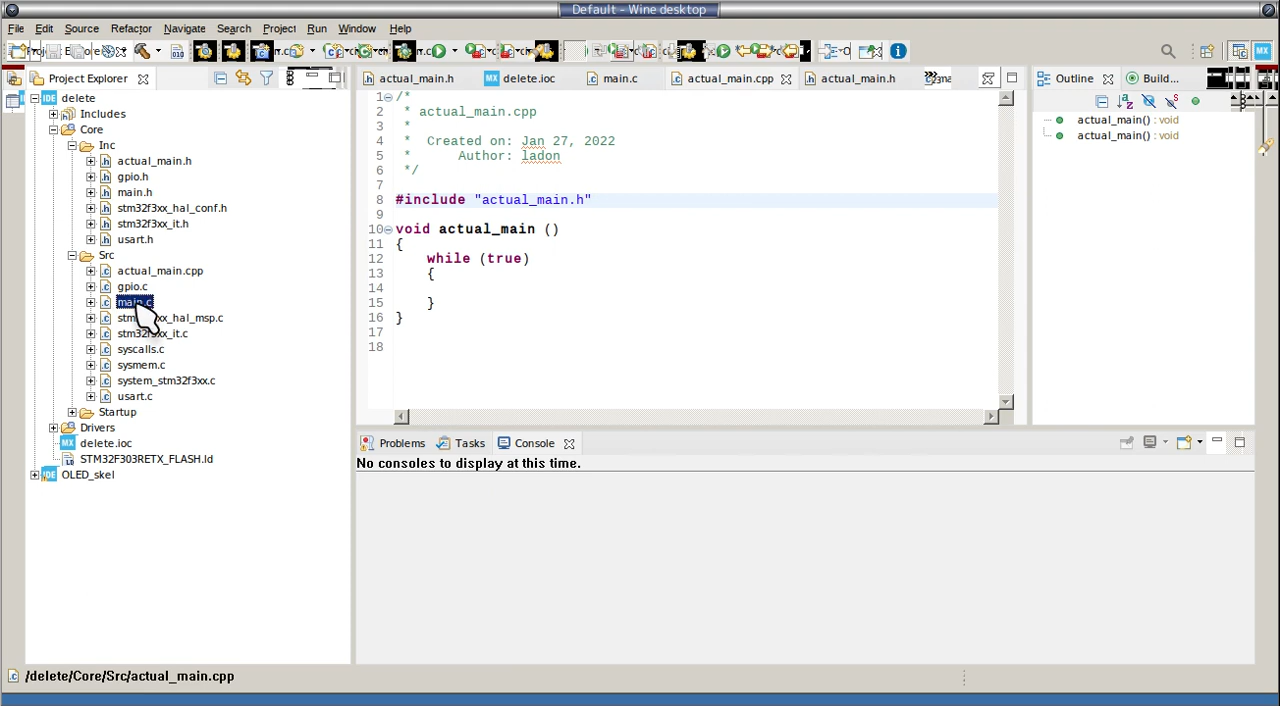 Default - Wine desktop
File Edit Source Refactor Navigate Search Project Run Window Help
Project Explorer
delete
Includes
Core
Inc
actual_main.h
gpio.h
main.h
stm32f3xx_hal_conf.h
stm32f3xx_it.h
usart.h
Src
actual_main.cpp
gpio.c
main.c
stm32f3xx_hal_msp.c
stm32f3xx_it.c
syscalls.c
sysmem.c
system_stm32f3xx.c
usart.c
Startup
Drivers
delete.ioc
STM32F303RETX_FLASH.ld
OLED_skel
actual_main.h delete.ioc main.c actual_main.cpp actual_main.h
1 /*
2 * actual_main.cpp
3 *
4 * Created on: Jan 27, 2022
5 * Author: ladon
6 */
7
8 #include "actual_main.h"
9
10 void actual_main ()
11 {
12 while (true)
13 {
14
15 }
16 }
17
18
Outline Build...
actual_main() : void
actual_main() : void
Problems Tasks Console
No consoles to display at this time.
/delete/Core/Src/actual_main.cpp